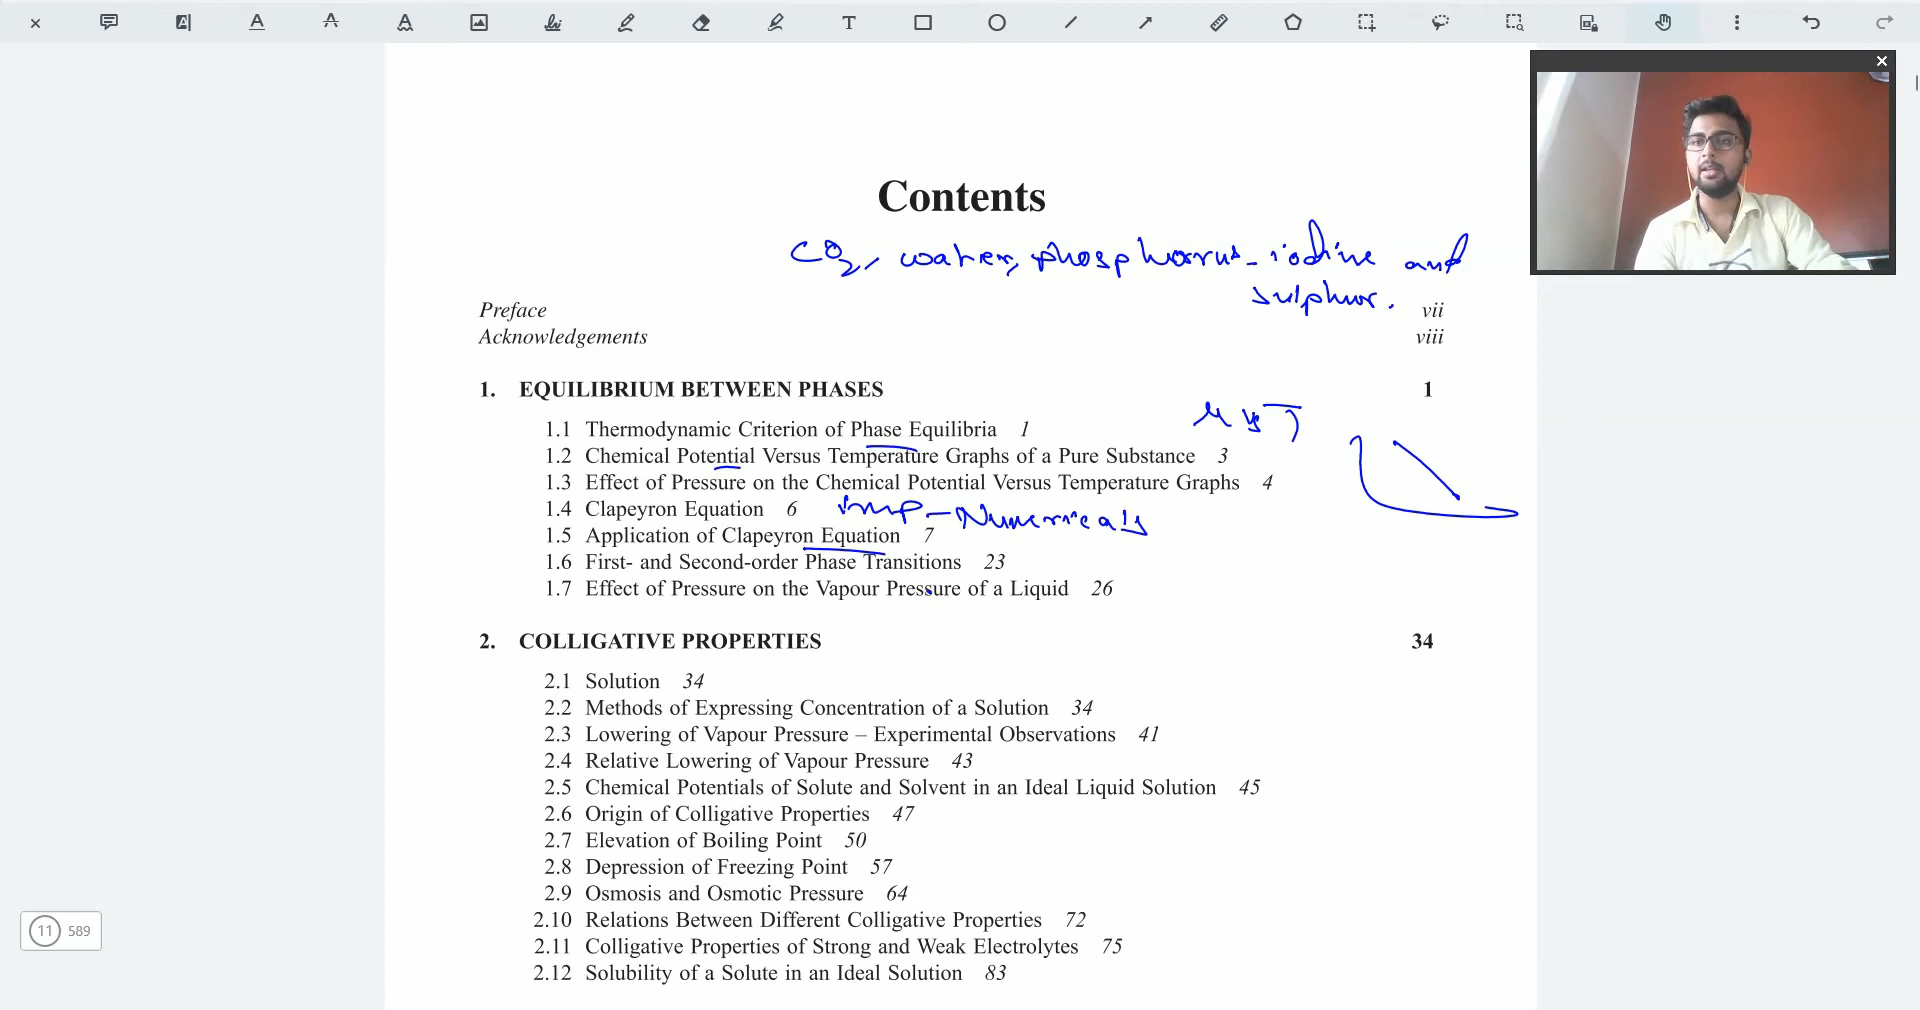 Contents
CO2, water, phosphorus - iodine and
sulphur.
Preface vii
Acknowledgements viii
1. EQUILIBRIUM BETWEEN PHASES 1
μ vs T
1.1 Thermodynamic Criterion of Phase Equilibria 1
1.2 Chemical Potential Versus Temperature Graphs of a Pure Substance 3
1.3 Effect of Pressure on the Chemical Potential Versus Temperature Graphs 4
1.4 Clapeyron Equation 6
Imp - Numericals
1.5 Application of Clapeyron Equation 7
1.6 First- and Second-order Phase Transitions 23
1.7 Effect of Pressure on the Vapour Pressure of a Liquid 26
2. COLLIGATIVE PROPERTIES 34
2.1 Solution 34
2.2 Methods of Expressing Concentration of a Solution 34
2.3 Lowering of Vapour Pressure – Experimental Observations 41
2.4 Relative Lowering of Vapour Pressure 43
2.5 Chemical Potentials of Solute and Solvent in an Ideal Liquid Solution 45
2.6 Origin of Colligative Properties 47
2.7 Elevation of Boiling Point 50
2.8 Depression of Freezing Point 57
2.9 Osmosis and Osmotic Pressure 64
2.10 Relations Between Different Colligative Properties 72
2.11 Colligative Properties of Strong and Weak Electrolytes 75
2.12 Solubility of a Solute in an Ideal Solution 83
11 589